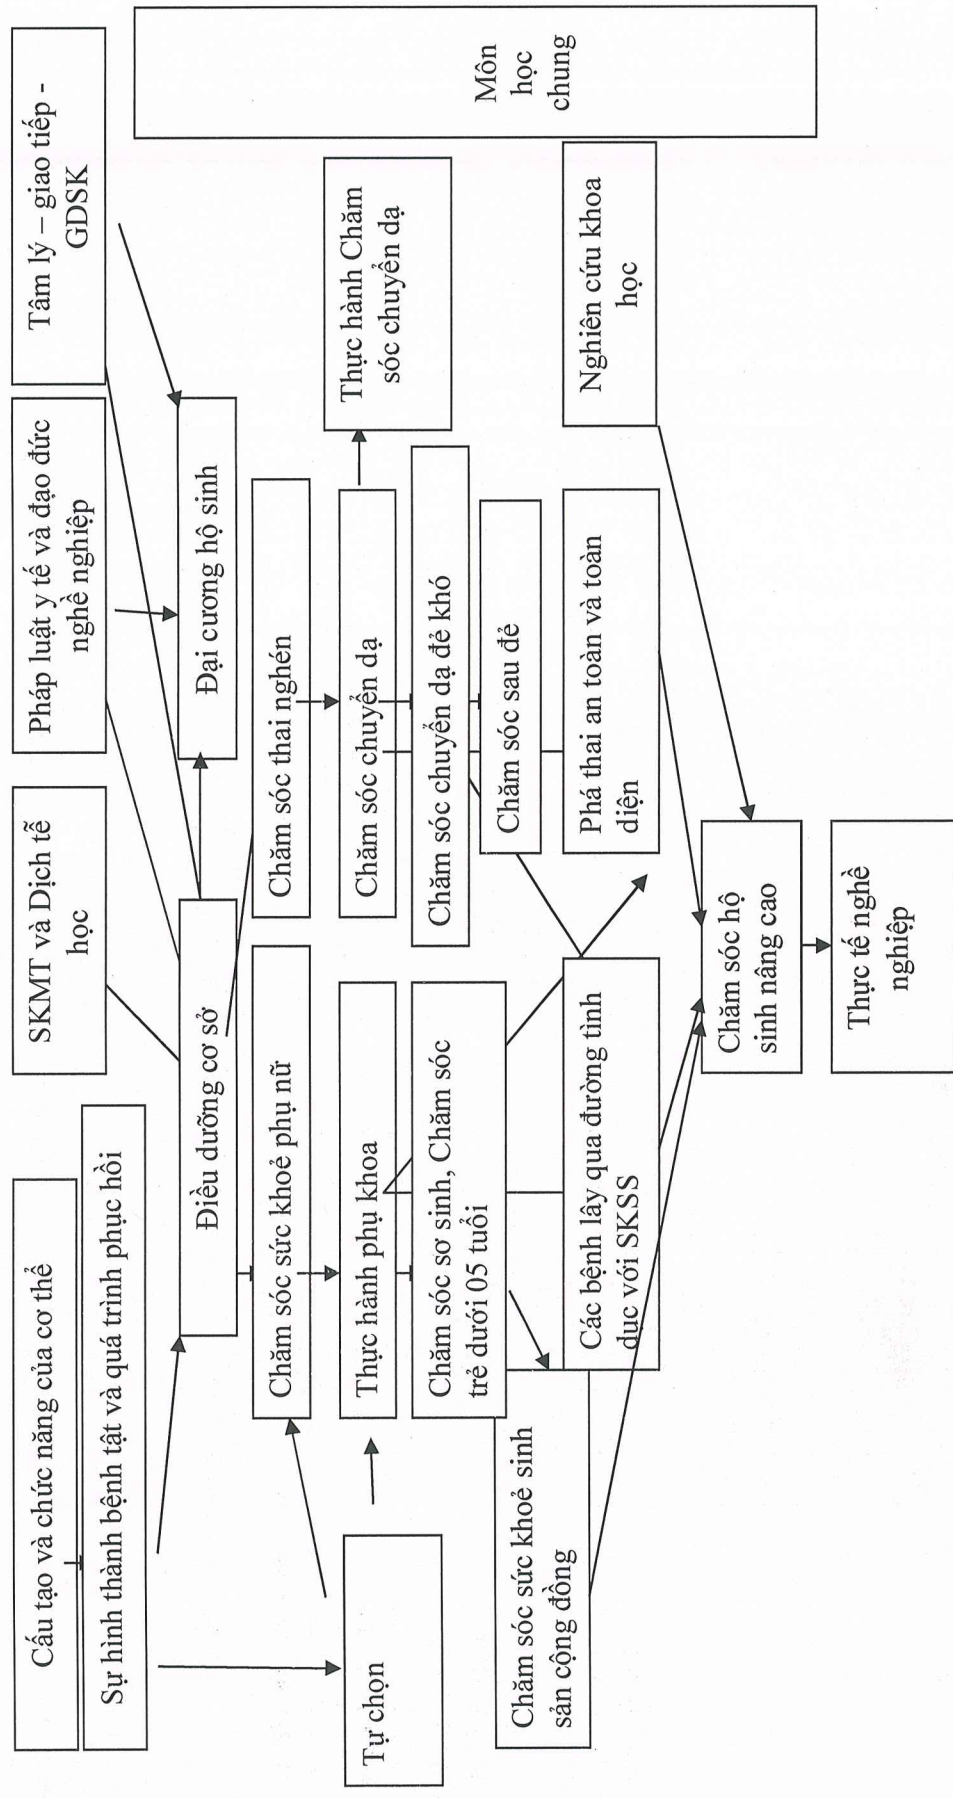 Cấu tạo và chức năng của cơ thể
Sự hình thành bệnh tật và quá trình phục hồi
SKMT và Dịch tễ
học
Pháp luật y tế và đạo đức
nghề nghiệp
Tâm lý – giao tiếp -
GDSK
Điều dưỡng cơ sở
Đại cương hộ sinh
Chăm sóc sức khoẻ phụ nữ
Chăm sóc thai nghén
Tự chọn
Thực hành phụ khoa
Chăm sóc chuyển dạ
Thực hành Chăm
sóc chuyển dạ
Chăm sóc sơ sinh, Chăm sóc
trẻ dưới 05 tuổi
Chăm sóc chuyển dạ đẻ khó
Chăm sóc sau đẻ
Chăm sóc sức khoẻ sinh
sản cộng đồng
Các bệnh lây qua đường tình
dục với SKSS
Phá thai an toàn và toàn
diện
Nghiên cứu khoa
học
Chăm sóc hộ
sinh nâng cao
Thực tế nghề
nghiệp
Môn
học
chung